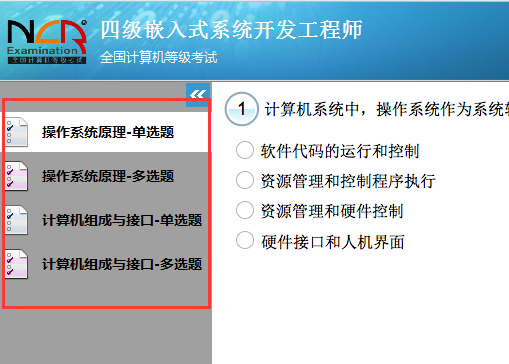 NCR
Examination
全国计算机等级考试
四级嵌入式系统开发工程师
全国计算机等级考试
操作系统原理-单选题
操作系统原理-多选题
计算机组成与接口-单选题
计算机组成与接口-多选题
1 计算机系统中，操作系统作为系统
软件代码的运行和控制
资源管理和控制程序执行
资源管理和硬件控制
硬件接口和人机界面